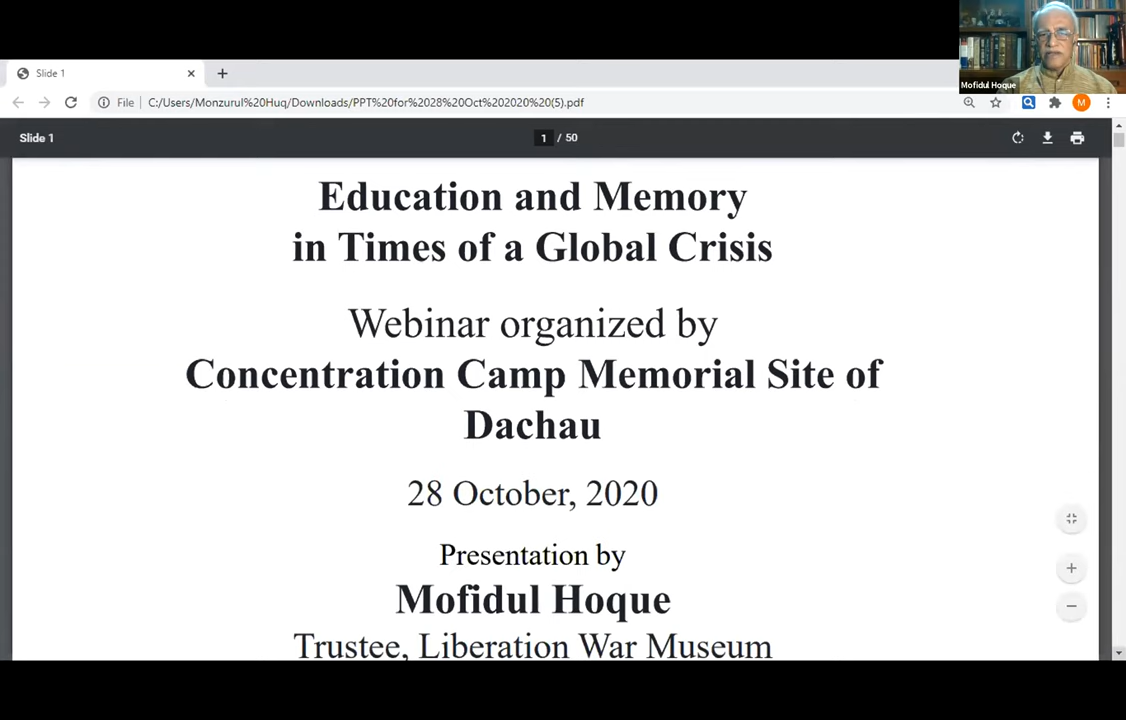 Slide 1
File
C:/Users/Monzurul%20Huq/Downloads/PPT%20for%2028%20Oct%202020%20(5).pdf
M
Mofidul Hoque
Slide 1
1 / 50
Education and Memory
in Times of a Global Crisis
Webinar organized by
Concentration Camp Memorial Site of
Dachau
28 October, 2020
Presentation by
Mofidul Hoque
Trustee, Liberation War Museum